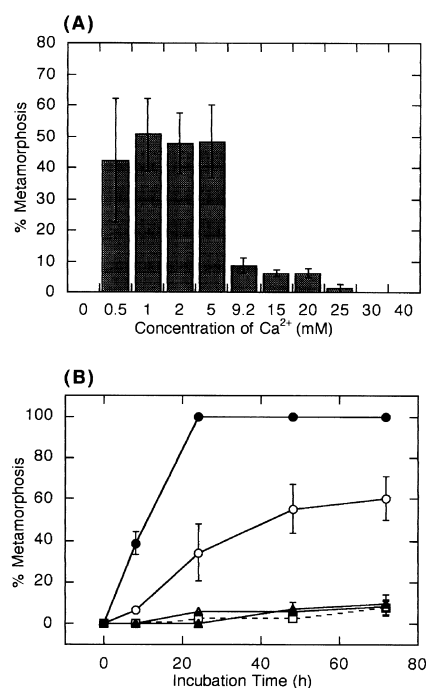 (A)
80
70
60
50
40
30
20
10
0
% Metamorphosis
0 0.5 1 2 5 9.2 15 20 25 30 40
Concentration of Ca2+ (mM)
(B)
100
80
60
40
20
0
% Metamorphosis
0 20 40 60 80
Incubation Time (h)